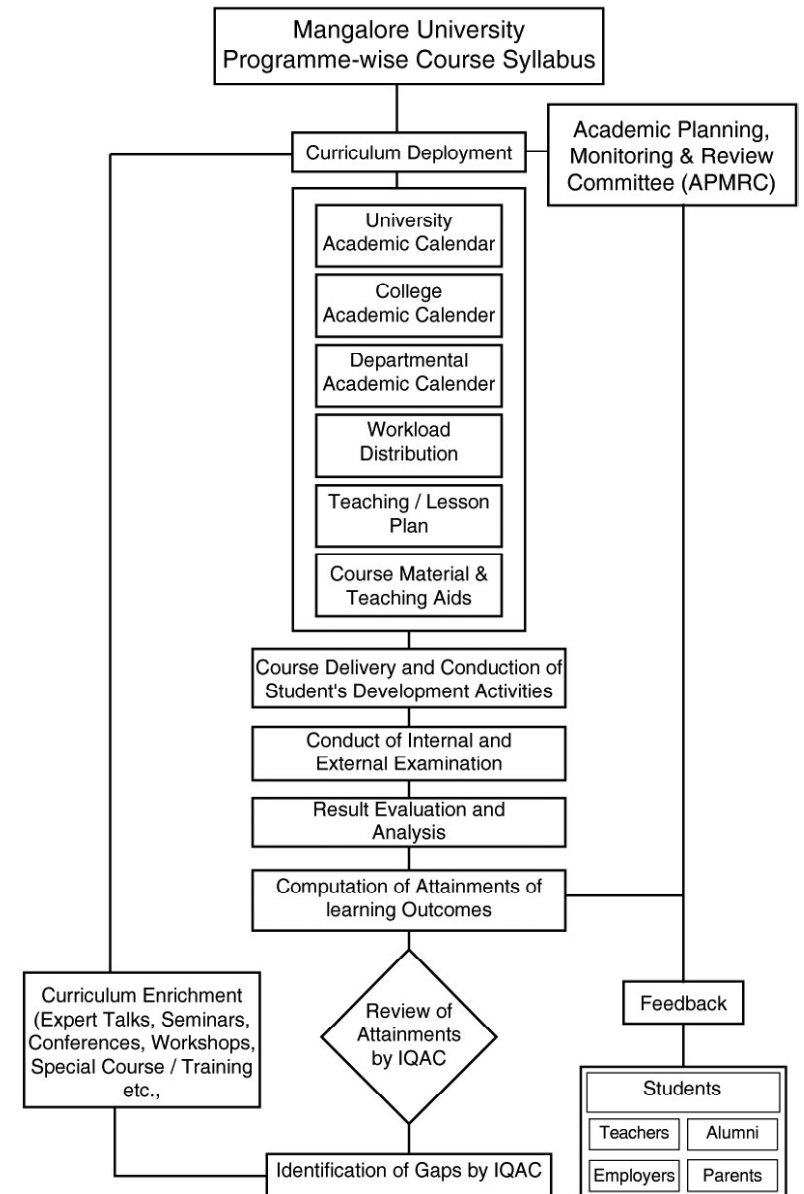 Mangalore University
Programme-wise Course Syllabus
Curriculum Deployment
Academic Planning,
Monitoring & Review
Committee (APMRC)
University
Academic Calendar
College
Academic Calender
Departmental
Academic Calender
Workload
Distribution
Teaching / Lesson
Plan
Course Material &
Teaching Aids
Course Delivery and Conduction of
Student's Development Activities
Conduct of Internal and
External Examination
Result Evaluation and
Analysis
Computation of Attainments of
learning Outcomes
Curriculum Enrichment
(Expert Talks, Seminars,
Conferences, Workshops,
Special Course / Training
etc.,
Review of
Attainments
by IQAC
Feedback
Students
Teachers
Alumni
Employers
Parents
Identification of Gaps by IQAC